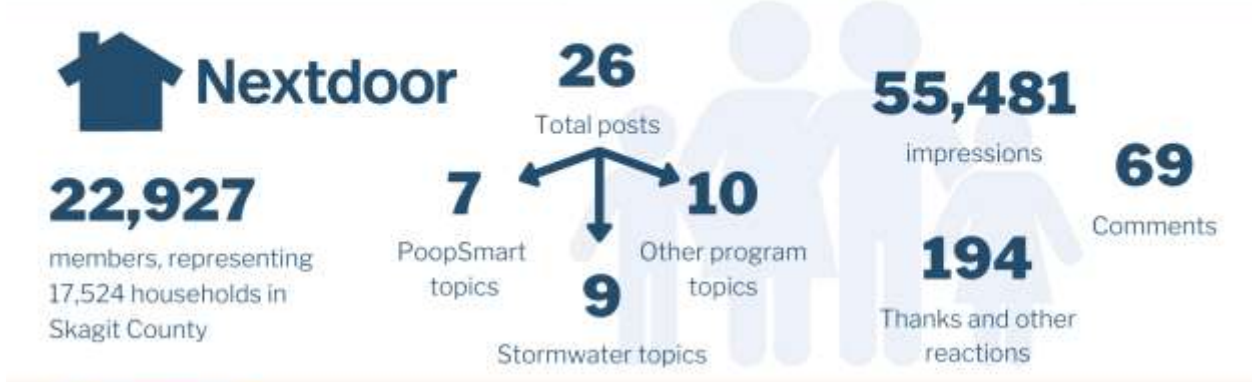 Nextdoor
22,927
members, representing
17,524 households in
Skagit County
26
Total posts
7
PoopSmart
topics
9
Stormwater topics
10
Other program
topics
55,481
impressions
69
Comments
194
Thanks and other
reactions